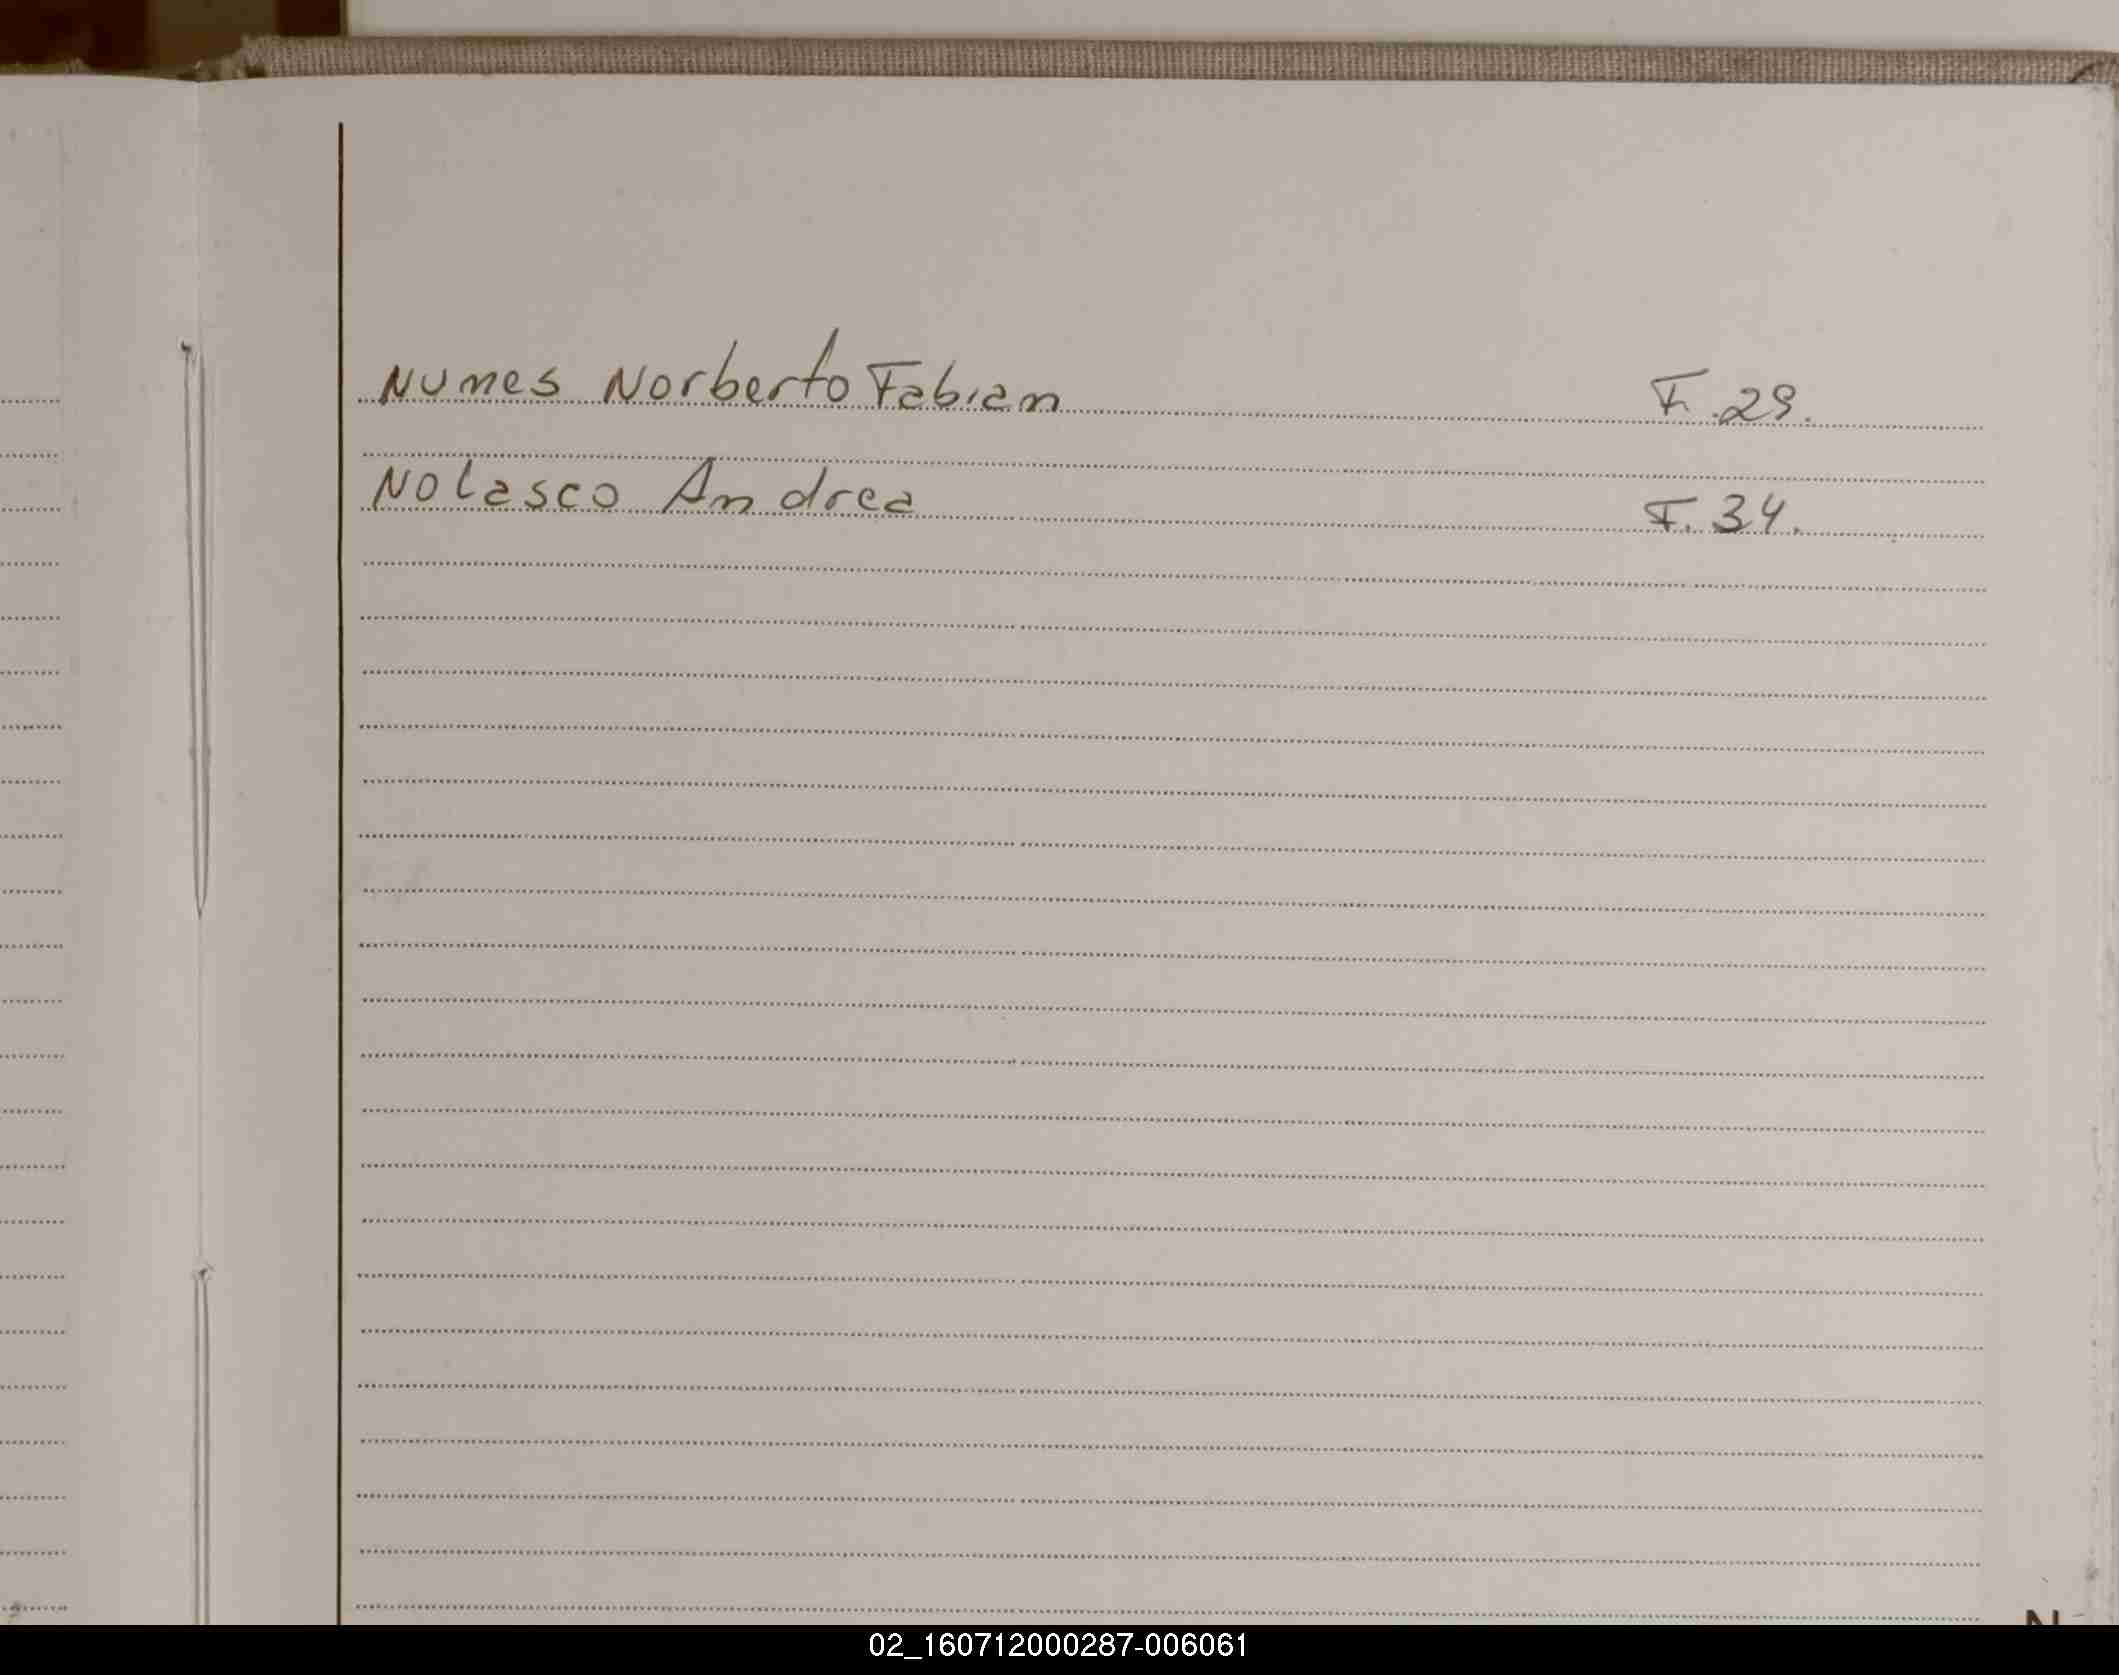 Nunes Norberto Fabian F. 29.
Nolasco Andrea F. 34.
N
02_160712000287-006061